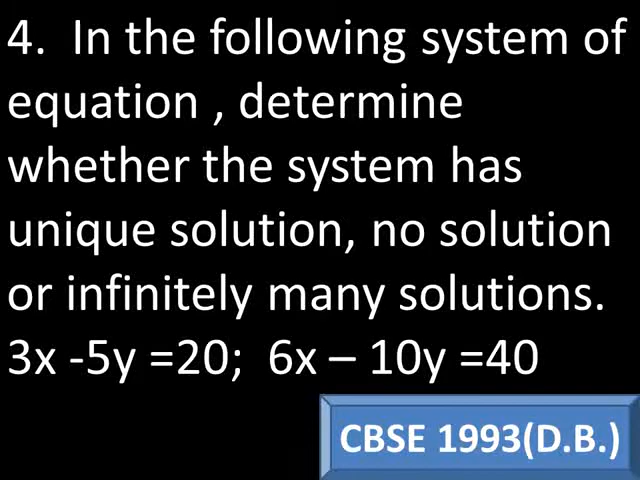 4.  In the following system of
equation , determine
whether the system has
unique solution, no solution
or infinitely many solutions.
3x -5y =20;  6x – 10y =40
CBSE 1993(D.B.)